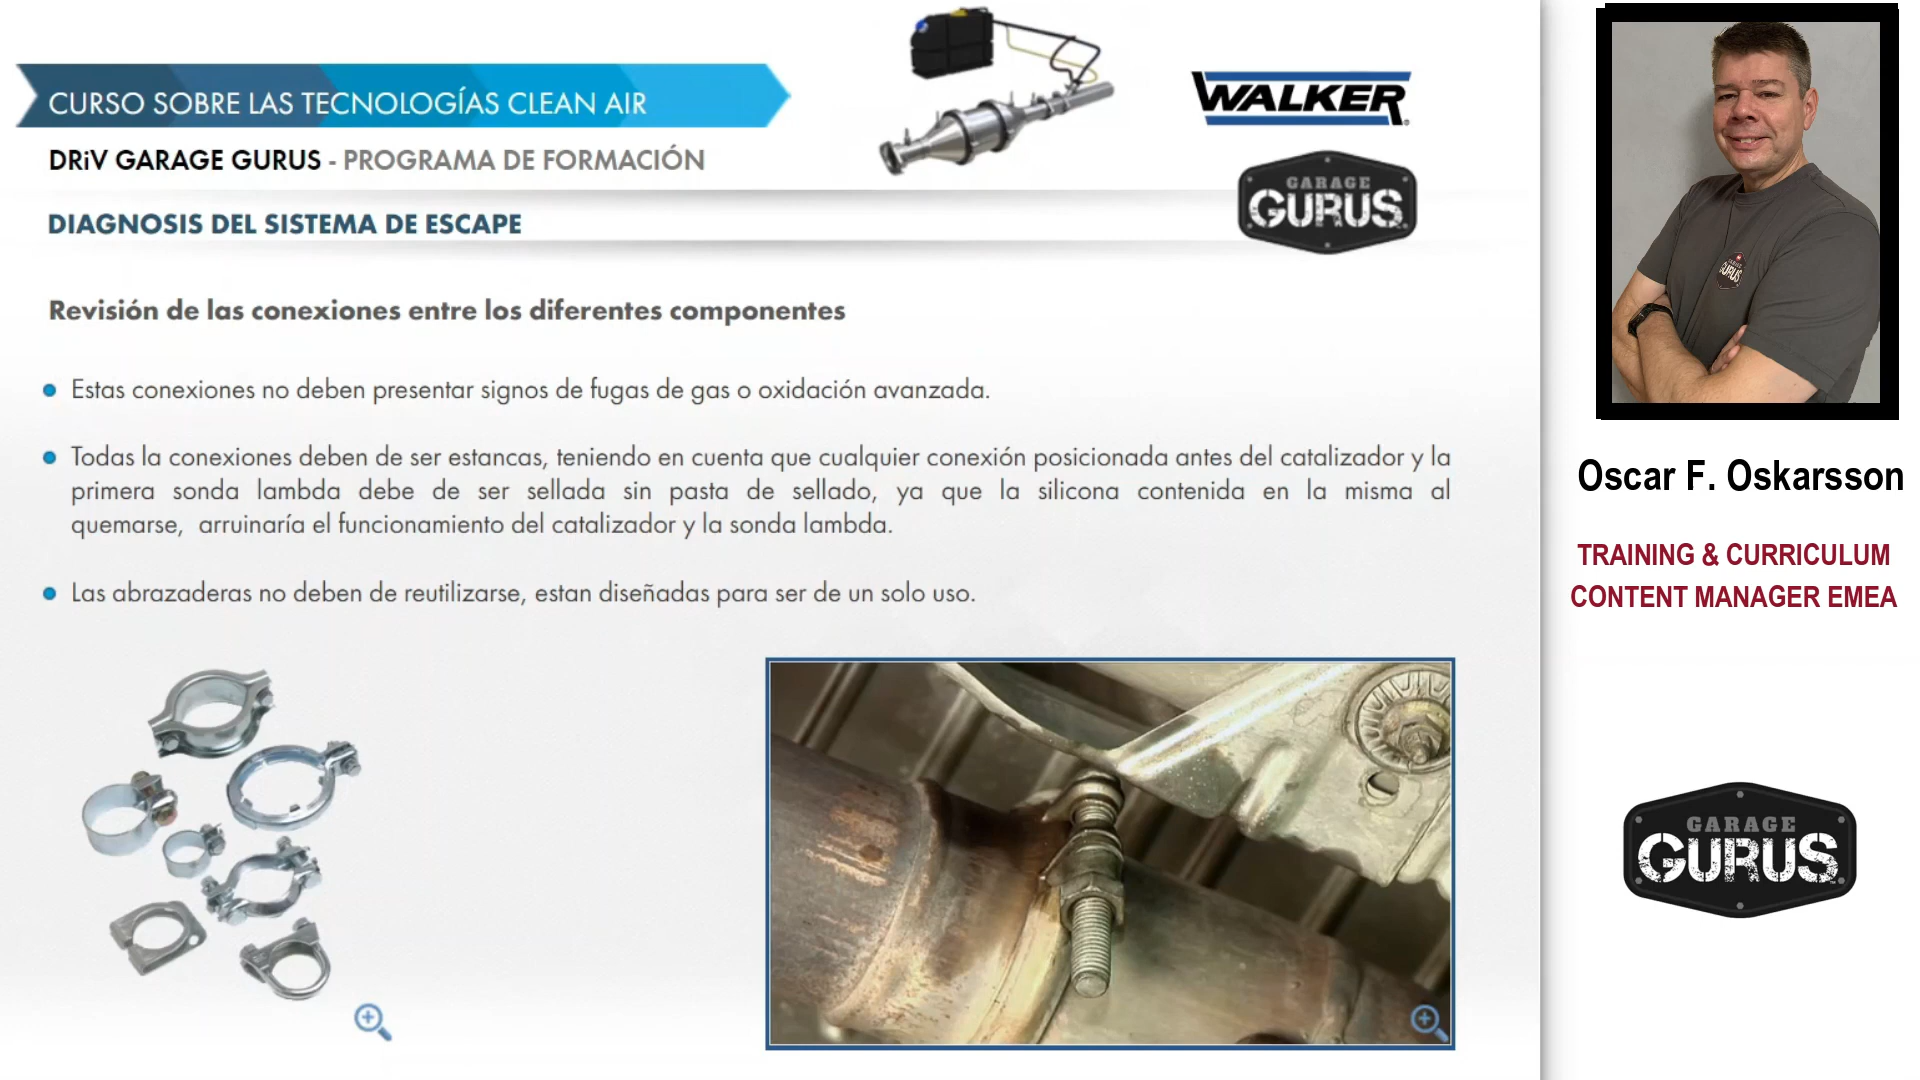 CURSO SOBRE LAS TECNOLOGÍAS CLEAN AIR
WALKER
DRiV GARAGE GURUS - PROGRAMA DE FORMACIÓN
GARAGE
GURUS
DIAGNOSIS DEL SISTEMA DE ESCAPE
Revisión de las conexiones entre los diferentes componentes
Estas conexiones no deben presentar signos de fugas de gas o oxidación avanzada.
Todas la conexiones deben de ser estancas, teniendo en cuenta que cualquier conexión posicionada antes del catalizador y la
primera sonda lambda debe de ser sellada sin pasta de sellado, ya que la silicona contenida en la misma al
quemarse, arruinaría el funcionamiento del catalizador y la sonda lambda.
Las abrazaderas no deben de reutilizarse, estan diseñadas para ser de un solo uso.
GARAGE
GURUS
Oscar F. Oskarsson
TRAINING & CURRICULUM
CONTENT MANAGER EMEA
GARAGE
GURUS